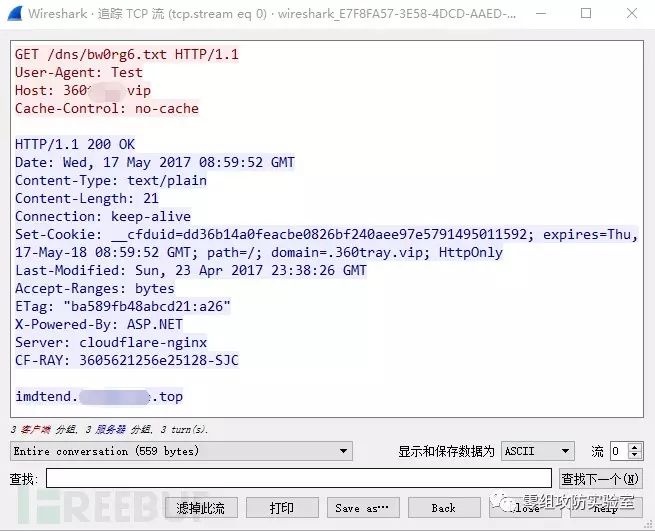 Wireshark · 追踪 TCP 流 (tcp.stream eq 0) · wireshark_E7F8FA57-3E58-4DCD-AAED-...
GET /dns/bw0rg6.txt HTTP/1.1
User-Agent: Test
Host: 360 vip
Cache-Control: no-cache
HTTP/1.1 200 OK
Date: Wed, 17 May 2017 08:59:52 GMT
Content-Type: text/plain
Content-Length: 21
Connection: keep-alive
Set-Cookie: __cfduid=dd36b14a0feacbe0826bf240aee97e5791495011592; expires=Thu,
17-May-18 08:59:52 GMT; path=/; domain=.360tray.vip; HttpOnly
Last-Modified: Sun, 23 Apr 2017 23:38:26 GMT
Accept-Ranges: bytes
ETag: "ba589fb48abcd21:a26"
X-Powered-By: ASP.NET
Server: cloudflare-nginx
CF-RAY: 3605621256e25128-SJC
imdtend. .top
3 客户端 分组, 3 服务器 分组, 3 turn(s).
Entire conversation (559 bytes) 显示和保存数据为 ASCII 流 0
查找: 查找下一个(N)
滤掉此流 打印 Save as… Back Close Help
FREEBUF 零组攻防实验室